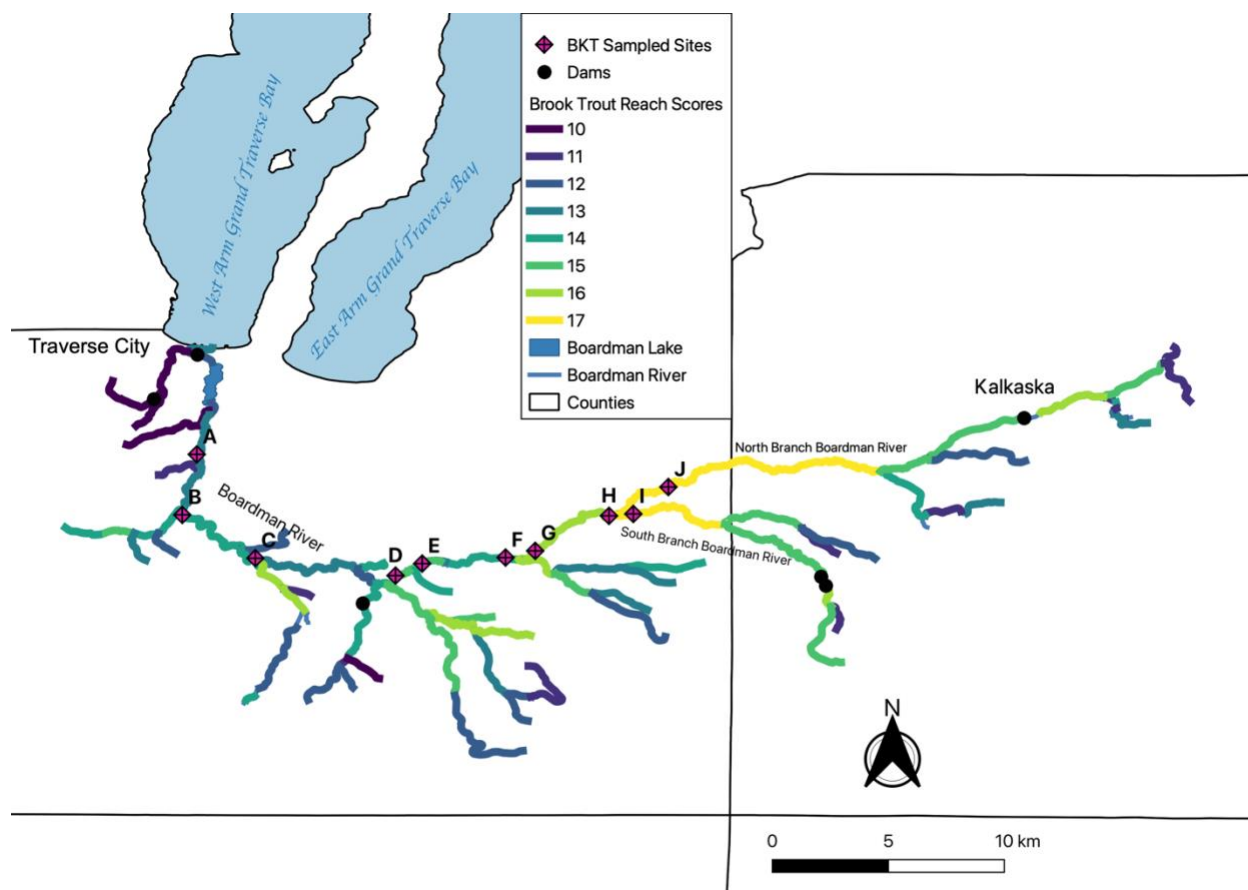 BKT Sampled Sites
Dams
Brook Trout Reach Scores
10
11
12
13
14
15
16
17
Boardman Lake
Boardman River
Counties
West Arm Grand Traverse Bay
East Arm Grand Traverse Bay
Traverse City
Kalkaska
A
B
Boardman River
C
D
E
F
G
H
I
J
North Branch Boardman River
South Branch Boardman River
N
0 5 10 km